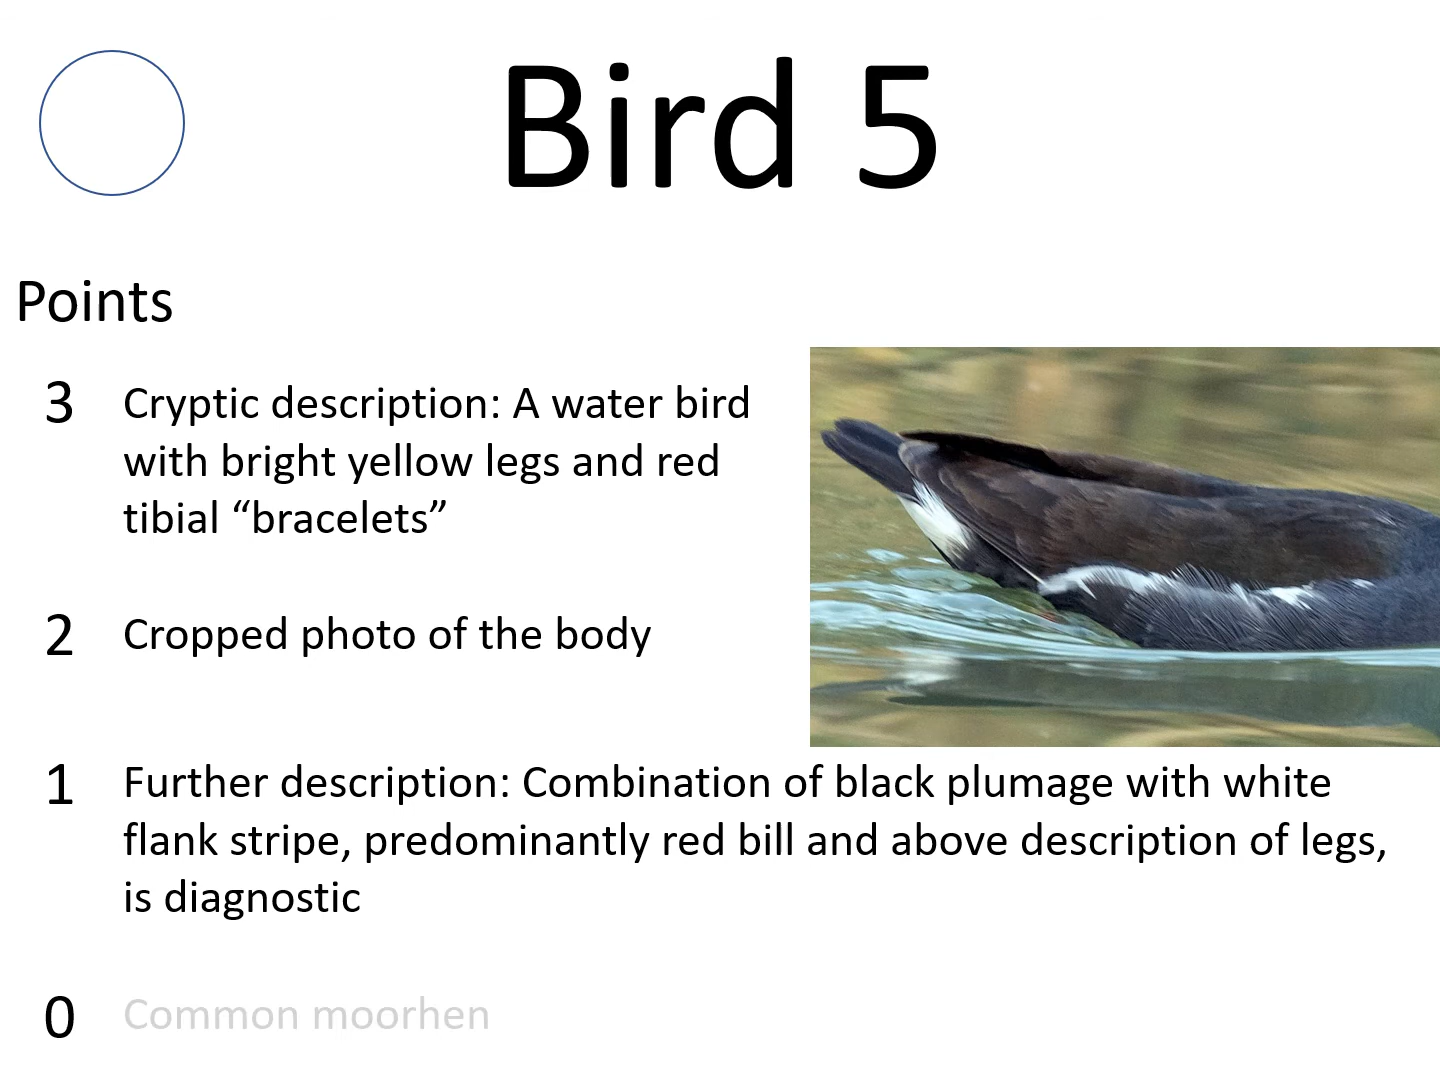 Bird 5
Points
3 Cryptic description: A water bird
with bright yellow legs and red
tibial “bracelets”
2 Cropped photo of the body
1 Further description: Combination of black plumage with white
flank stripe, predominantly red bill and above description of legs,
is diagnostic
0 Common moorhen